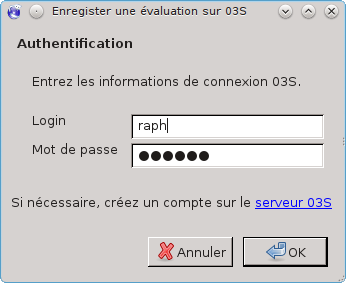 Enregister une évaluation sur 03S
Authentification
Entrez les informations de connexion 03S.
Login
raph
Mot de passe
●●●●●●
Si nécessaire, créez un compte sur le serveur 03S
Annuler
OK